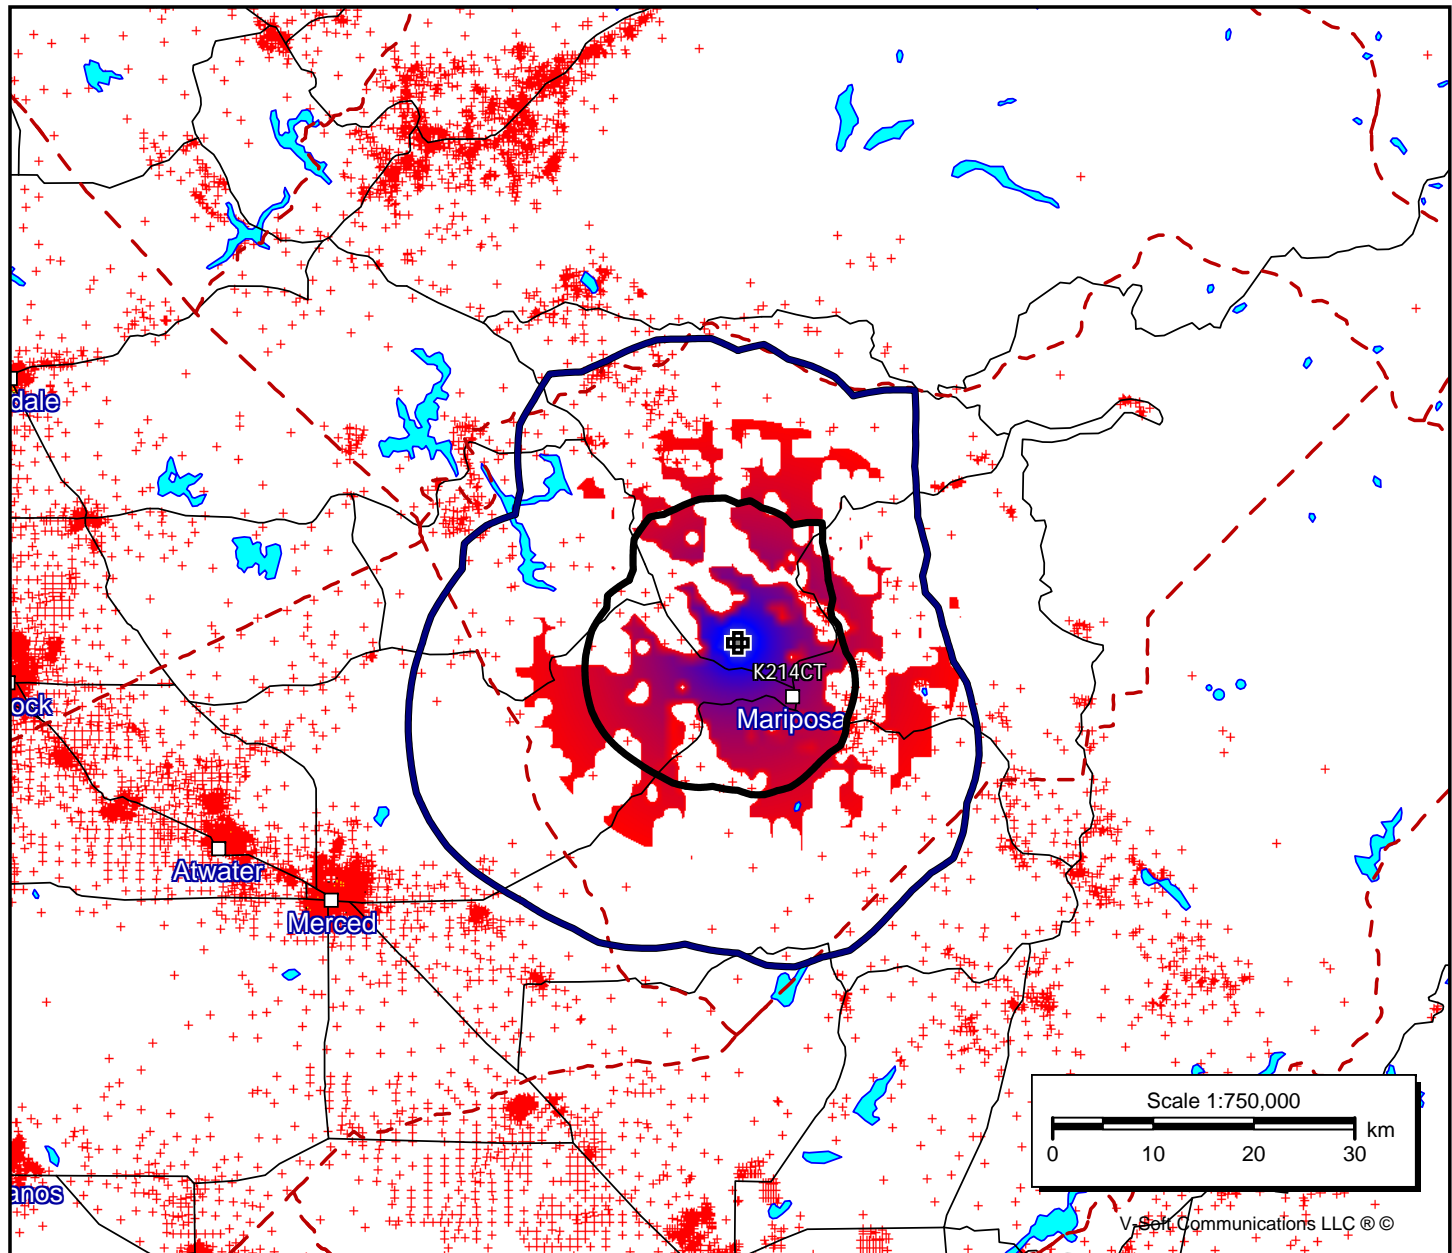 dale
K214CT
ock
Mariposa
Atwater
Merced
Scale 1:750,000
km
0 10 20 30
anos
V-Soft Communications LLC ® ©